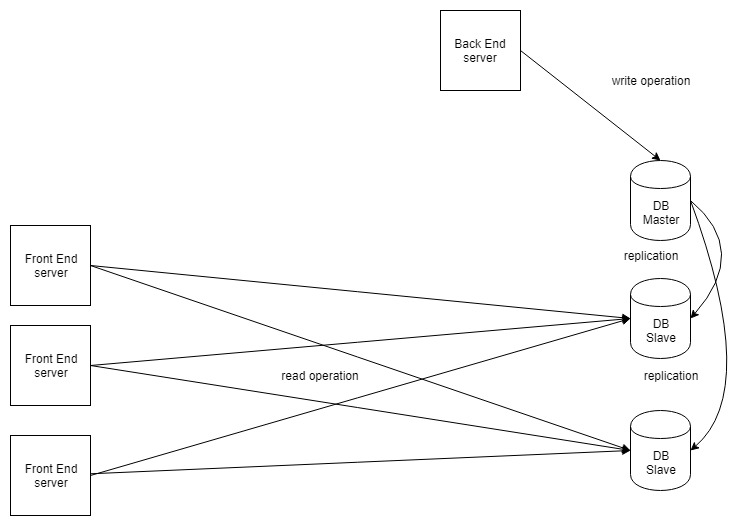 Back End
server
write operation
DB
Master
replication
Front End
server
DB
Slave
Front End
server
read operation
replication
Front End
server
DB
Slave